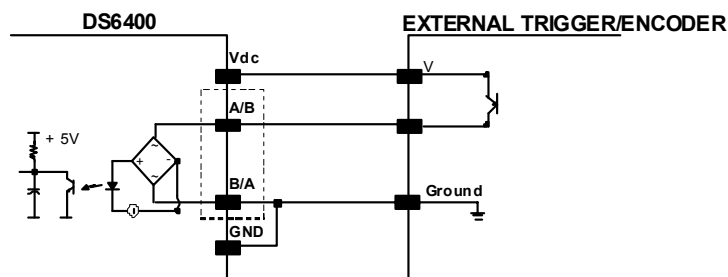 DS6400
EXTERNAL TRIGGER/ENCODER
Vdc
V
A/B
+ 5V
~
+
-
~
B/A
Ground
GND